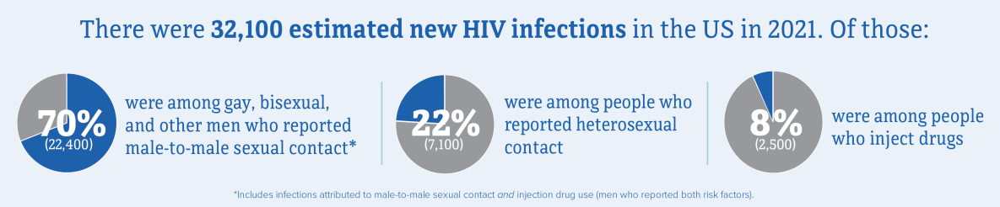 There were 32,100 estimated new HIV infections in the US in 2021. Of those:
70%
(22,400)
were among gay, bisexual,
and other men who reported
male-to-male sexual contact*
22%
(7,100)
were among people who
reported heterosexual
contact
8%
(2,500)
were among people
who inject drugs
*Includes infections attributed to male-to-male sexual contact and injection drug use (men who reported both risk factors).